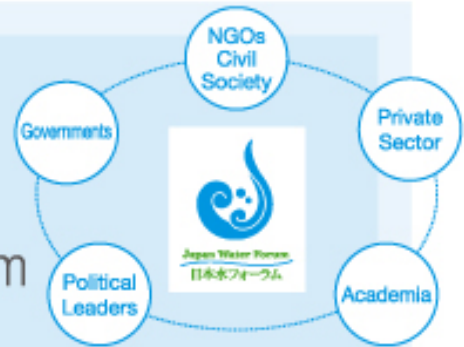 NGOs
Civil
Society
Governments
Private
Sector
Japan Water Forum
日本水フォーラム
m
Political
Leaders
Academia